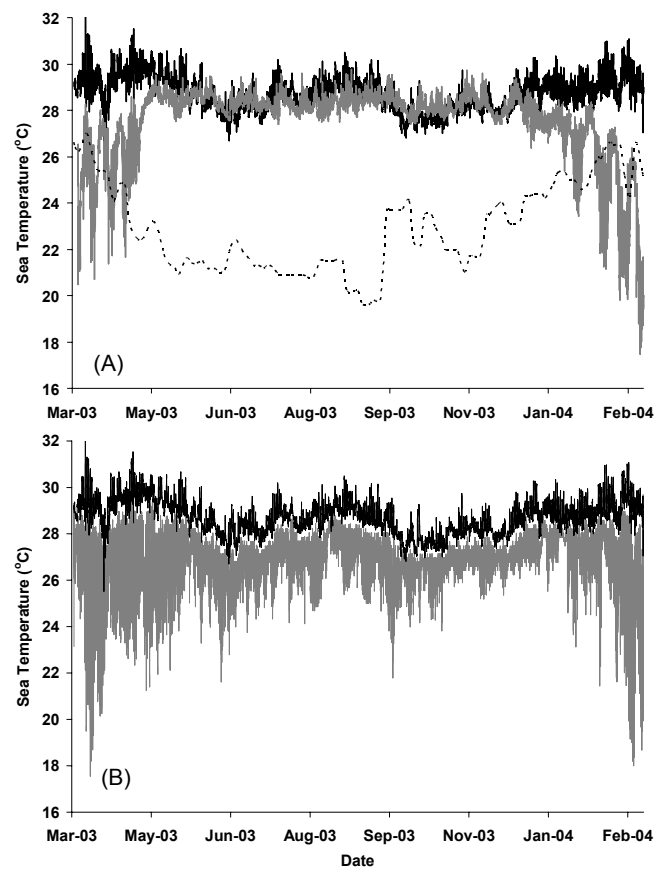 32
30
28
26
24
22
20
18
16
Sea Temperature (°C)
(A)
Mar-03 May-03 Jun-03 Aug-03 Sep-03 Nov-03 Jan-04 Feb-04
32
30
28
26
24
22
20
18
16
Sea Temperature (°C)
(B)
Mar-03 May-03 Jun-03 Aug-03 Sep-03 Nov-03 Jan-04 Feb-04
Date